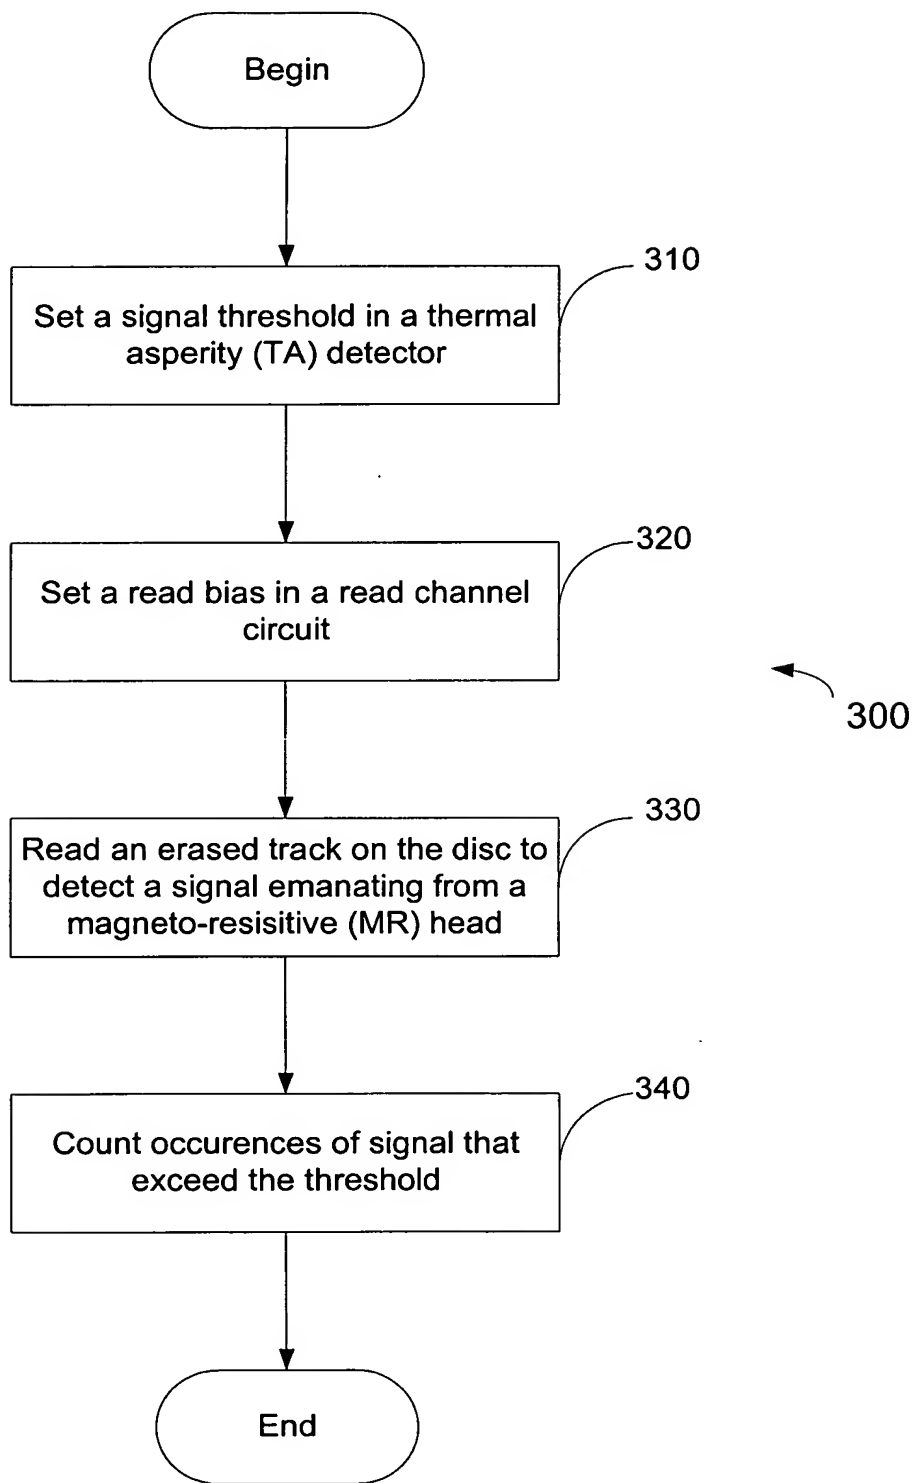 Begin
310
Set a signal threshold in a thermal
asperity (TA) detector
320
Set a read bias in a read channel
circuit
300
330
Read an erased track on the disc to
detect a signal emanating from a
magneto-resisitive (MR) head
340
Count occurences of signal that
exceed the threshold
End